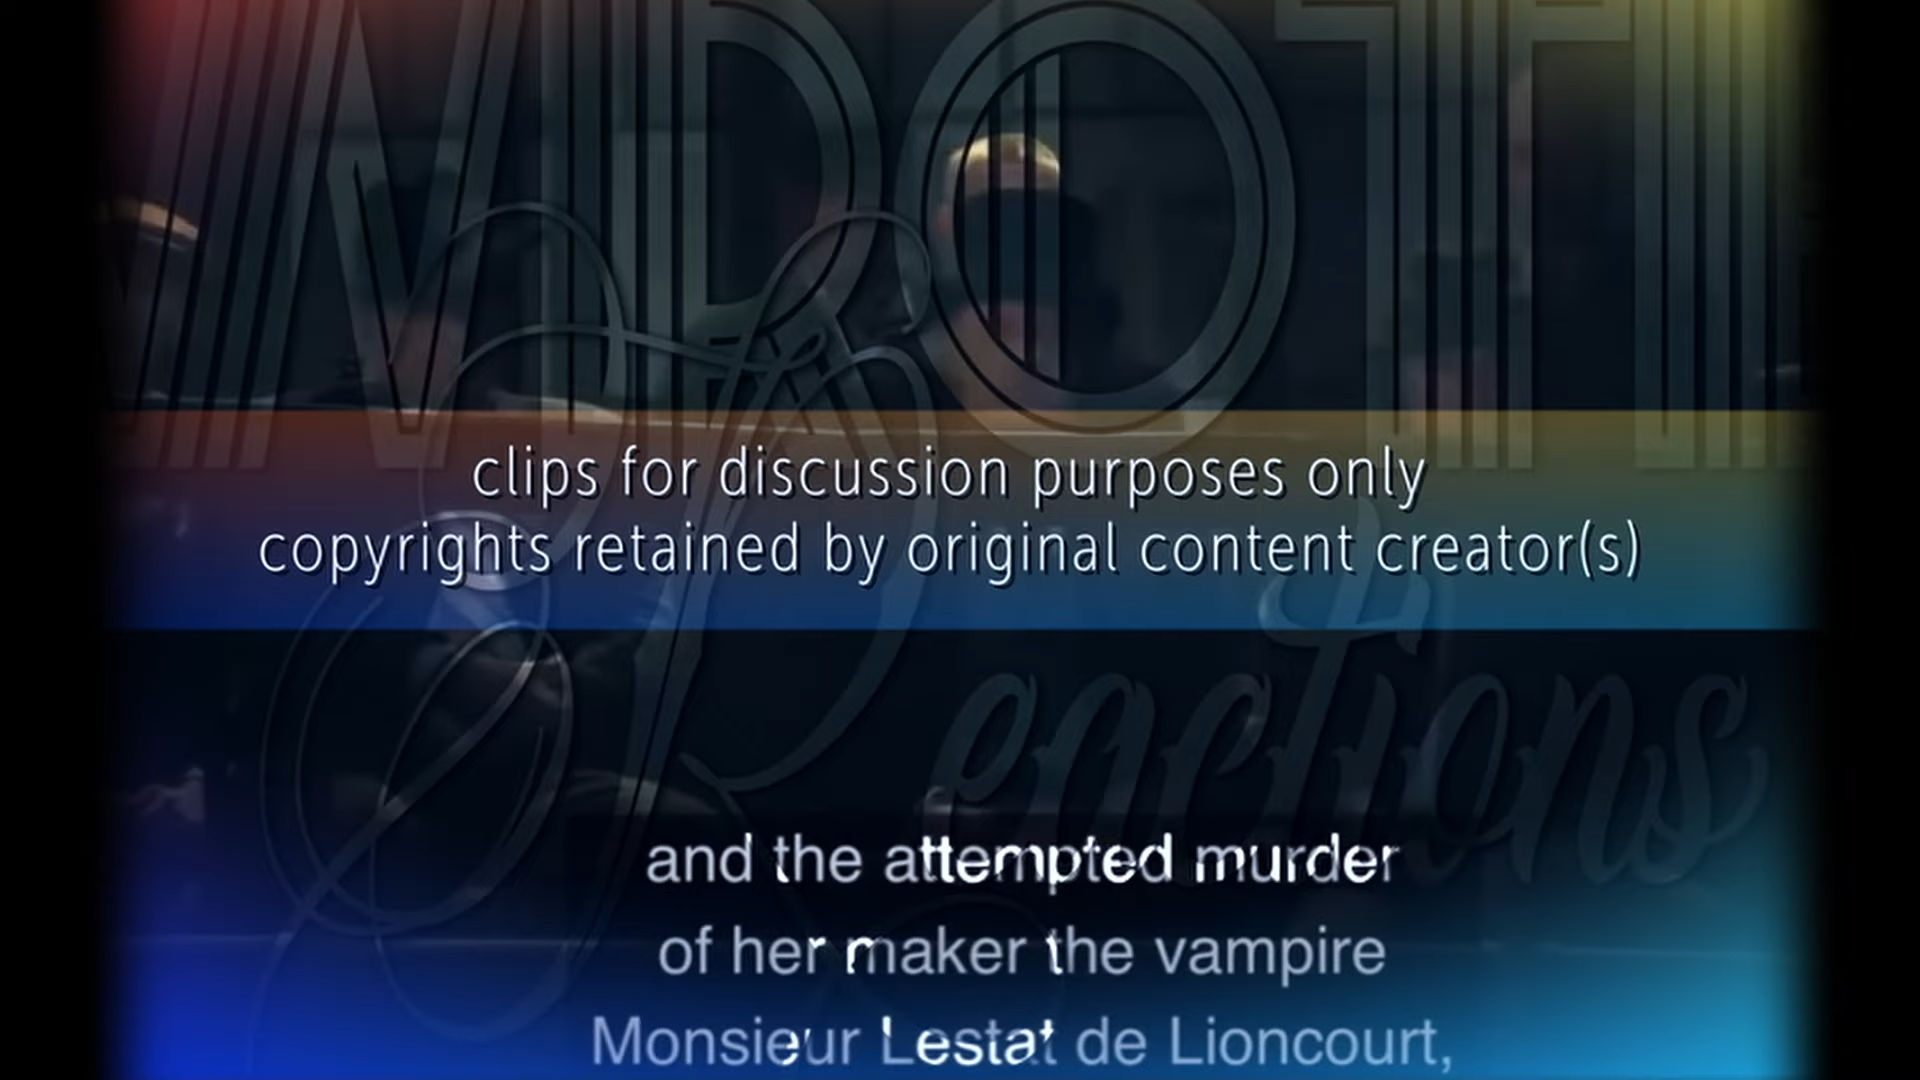 clips for discussion purposes only
copyrights retained by original content creator(s)
Reactions
and the attempted murder
of her maker the vampire
Monsieur Lestat de Lioncourt,